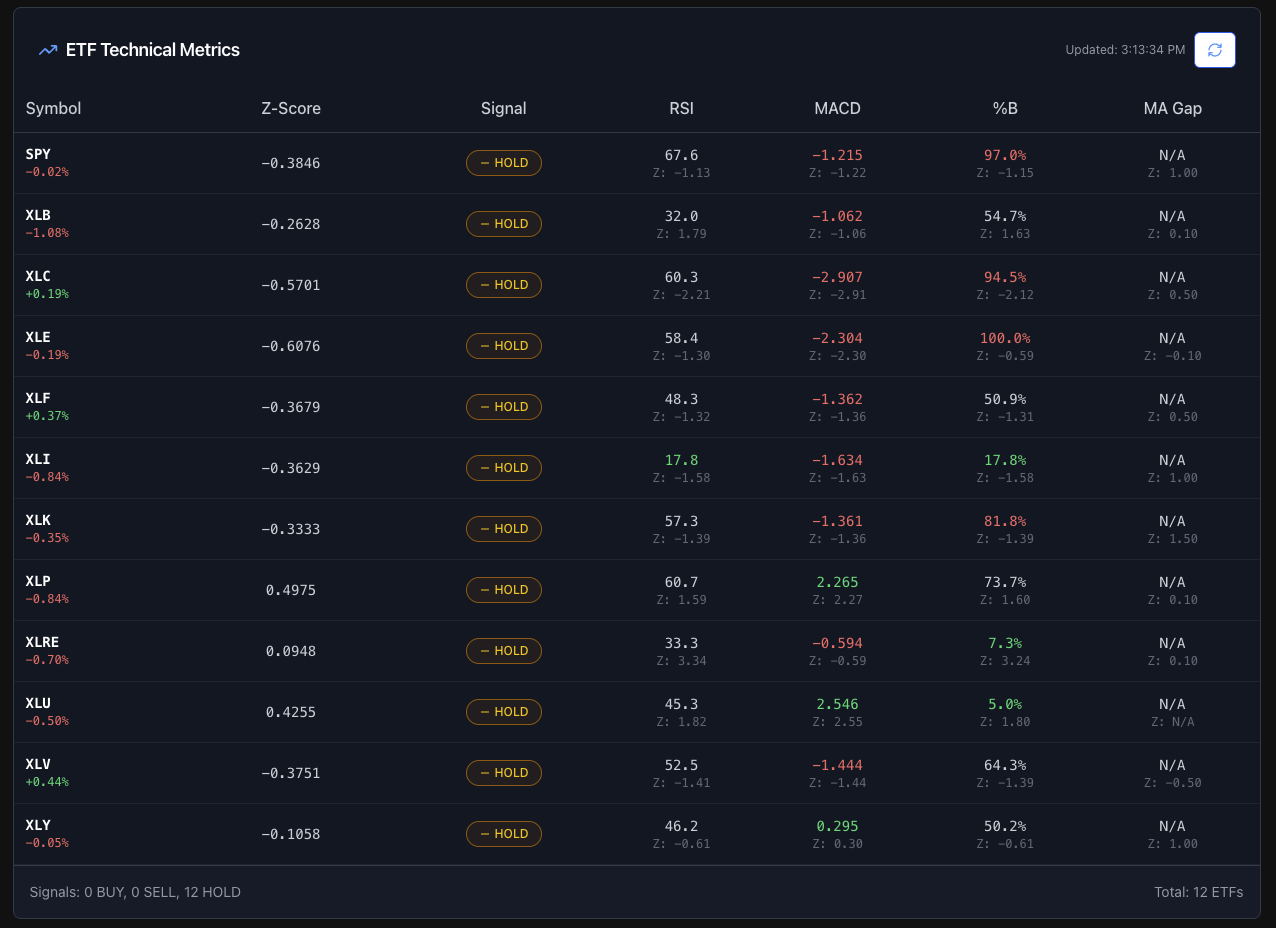 ETF Technical Metrics
Updated: 3:13:34 PM
Symbol Z-Score Signal RSI MACD %B MA Gap
SPY −0.3846 − HOLD 67.6 −1.215 97.0% N/A
−0.02% Z: −1.13 Z: −1.22 Z: −1.15 Z: 1.00
XLB −0.2628 − HOLD 32.0 −1.062 54.7% N/A
−1.08% Z: 1.79 Z: −1.06 Z: 1.63 Z: 0.10
XLC −0.5701 − HOLD 60.3 −2.907 94.5% N/A
+0.19% Z: −2.21 Z: −2.91 Z: −2.12 Z: 0.50
XLE −0.6076 − HOLD 58.4 −2.304 100.0% N/A
−0.19% Z: −1.30 Z: −2.30 Z: −0.59 Z: −0.10
XLF −0.3679 − HOLD 48.3 −1.362 50.9% N/A
+0.37% Z: −1.32 Z: −1.36 Z: −1.31 Z: 0.50
XLI −0.3629 − HOLD 17.8 −1.634 17.8% N/A
−0.84% Z: −1.58 Z: −1.63 Z: −1.58 Z: 1.00
XLK −0.3333 − HOLD 57.3 −1.361 81.8% N/A
−0.35% Z: −1.39 Z: −1.36 Z: −1.39 Z: 1.50
XLP 0.4975 − HOLD 60.7 2.265 73.7% N/A
−0.84% Z: 1.59 Z: 2.27 Z: 1.60 Z: 0.10
XLRE 0.0948 − HOLD 33.3 −0.594 7.3% N/A
−0.70% Z: 3.34 Z: −0.59 Z: 3.24 Z: 0.10
XLU 0.4255 − HOLD 45.3 2.546 5.0% N/A
−0.50% Z: 1.82 Z: 2.55 Z: 1.80 Z: N/A
XLV −0.3751 − HOLD 52.5 −1.444 64.3% N/A
+0.44% Z: −1.41 Z: −1.44 Z: −1.39 Z: −0.50
XLY −0.1058 − HOLD 46.2 0.295 50.2% N/A
−0.05% Z: −0.61 Z: 0.30 Z: −0.61 Z: 1.00
Signals: 0 BUY, 0 SELL, 12 HOLD
Total: 12 ETFs